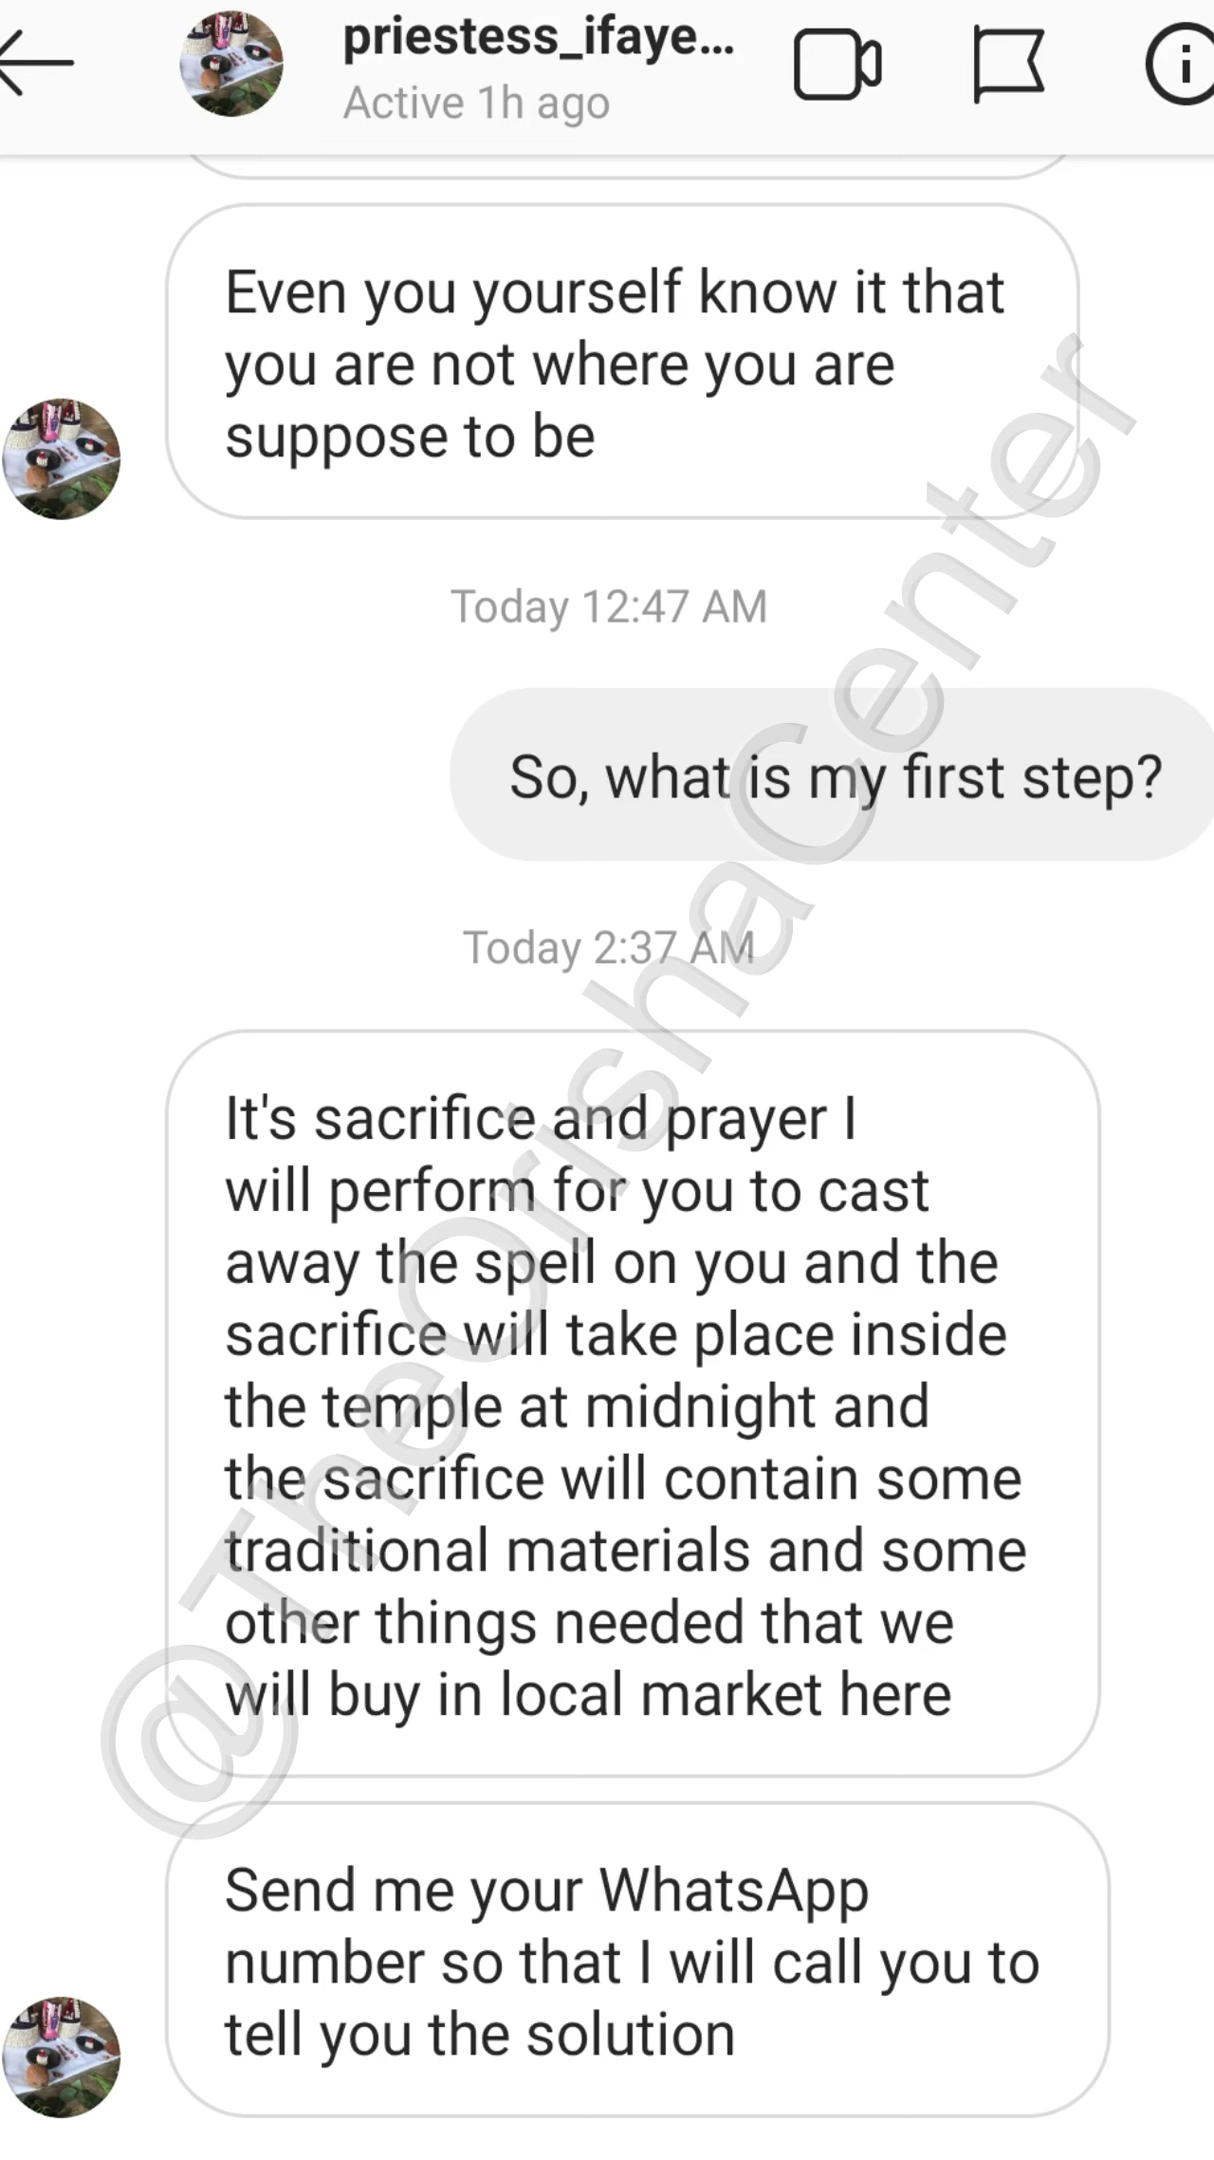 priestess_ifaye...
Active 1h ago
Even you yourself know it that
you are not where you are
suppose to be
Today 12:47 AM
So, what is my first step?
Today 2:37 AM
It's sacrifice and prayer I
will perform for you to cast
away the spell on you and the
sacrifice will take place inside
the temple at midnight and
the sacrifice will contain some
traditional materials and some
other things needed that we
will buy in local market here
Send me your WhatsApp
number so that I will call you to
tell you the solution
@TheOrishaCenter